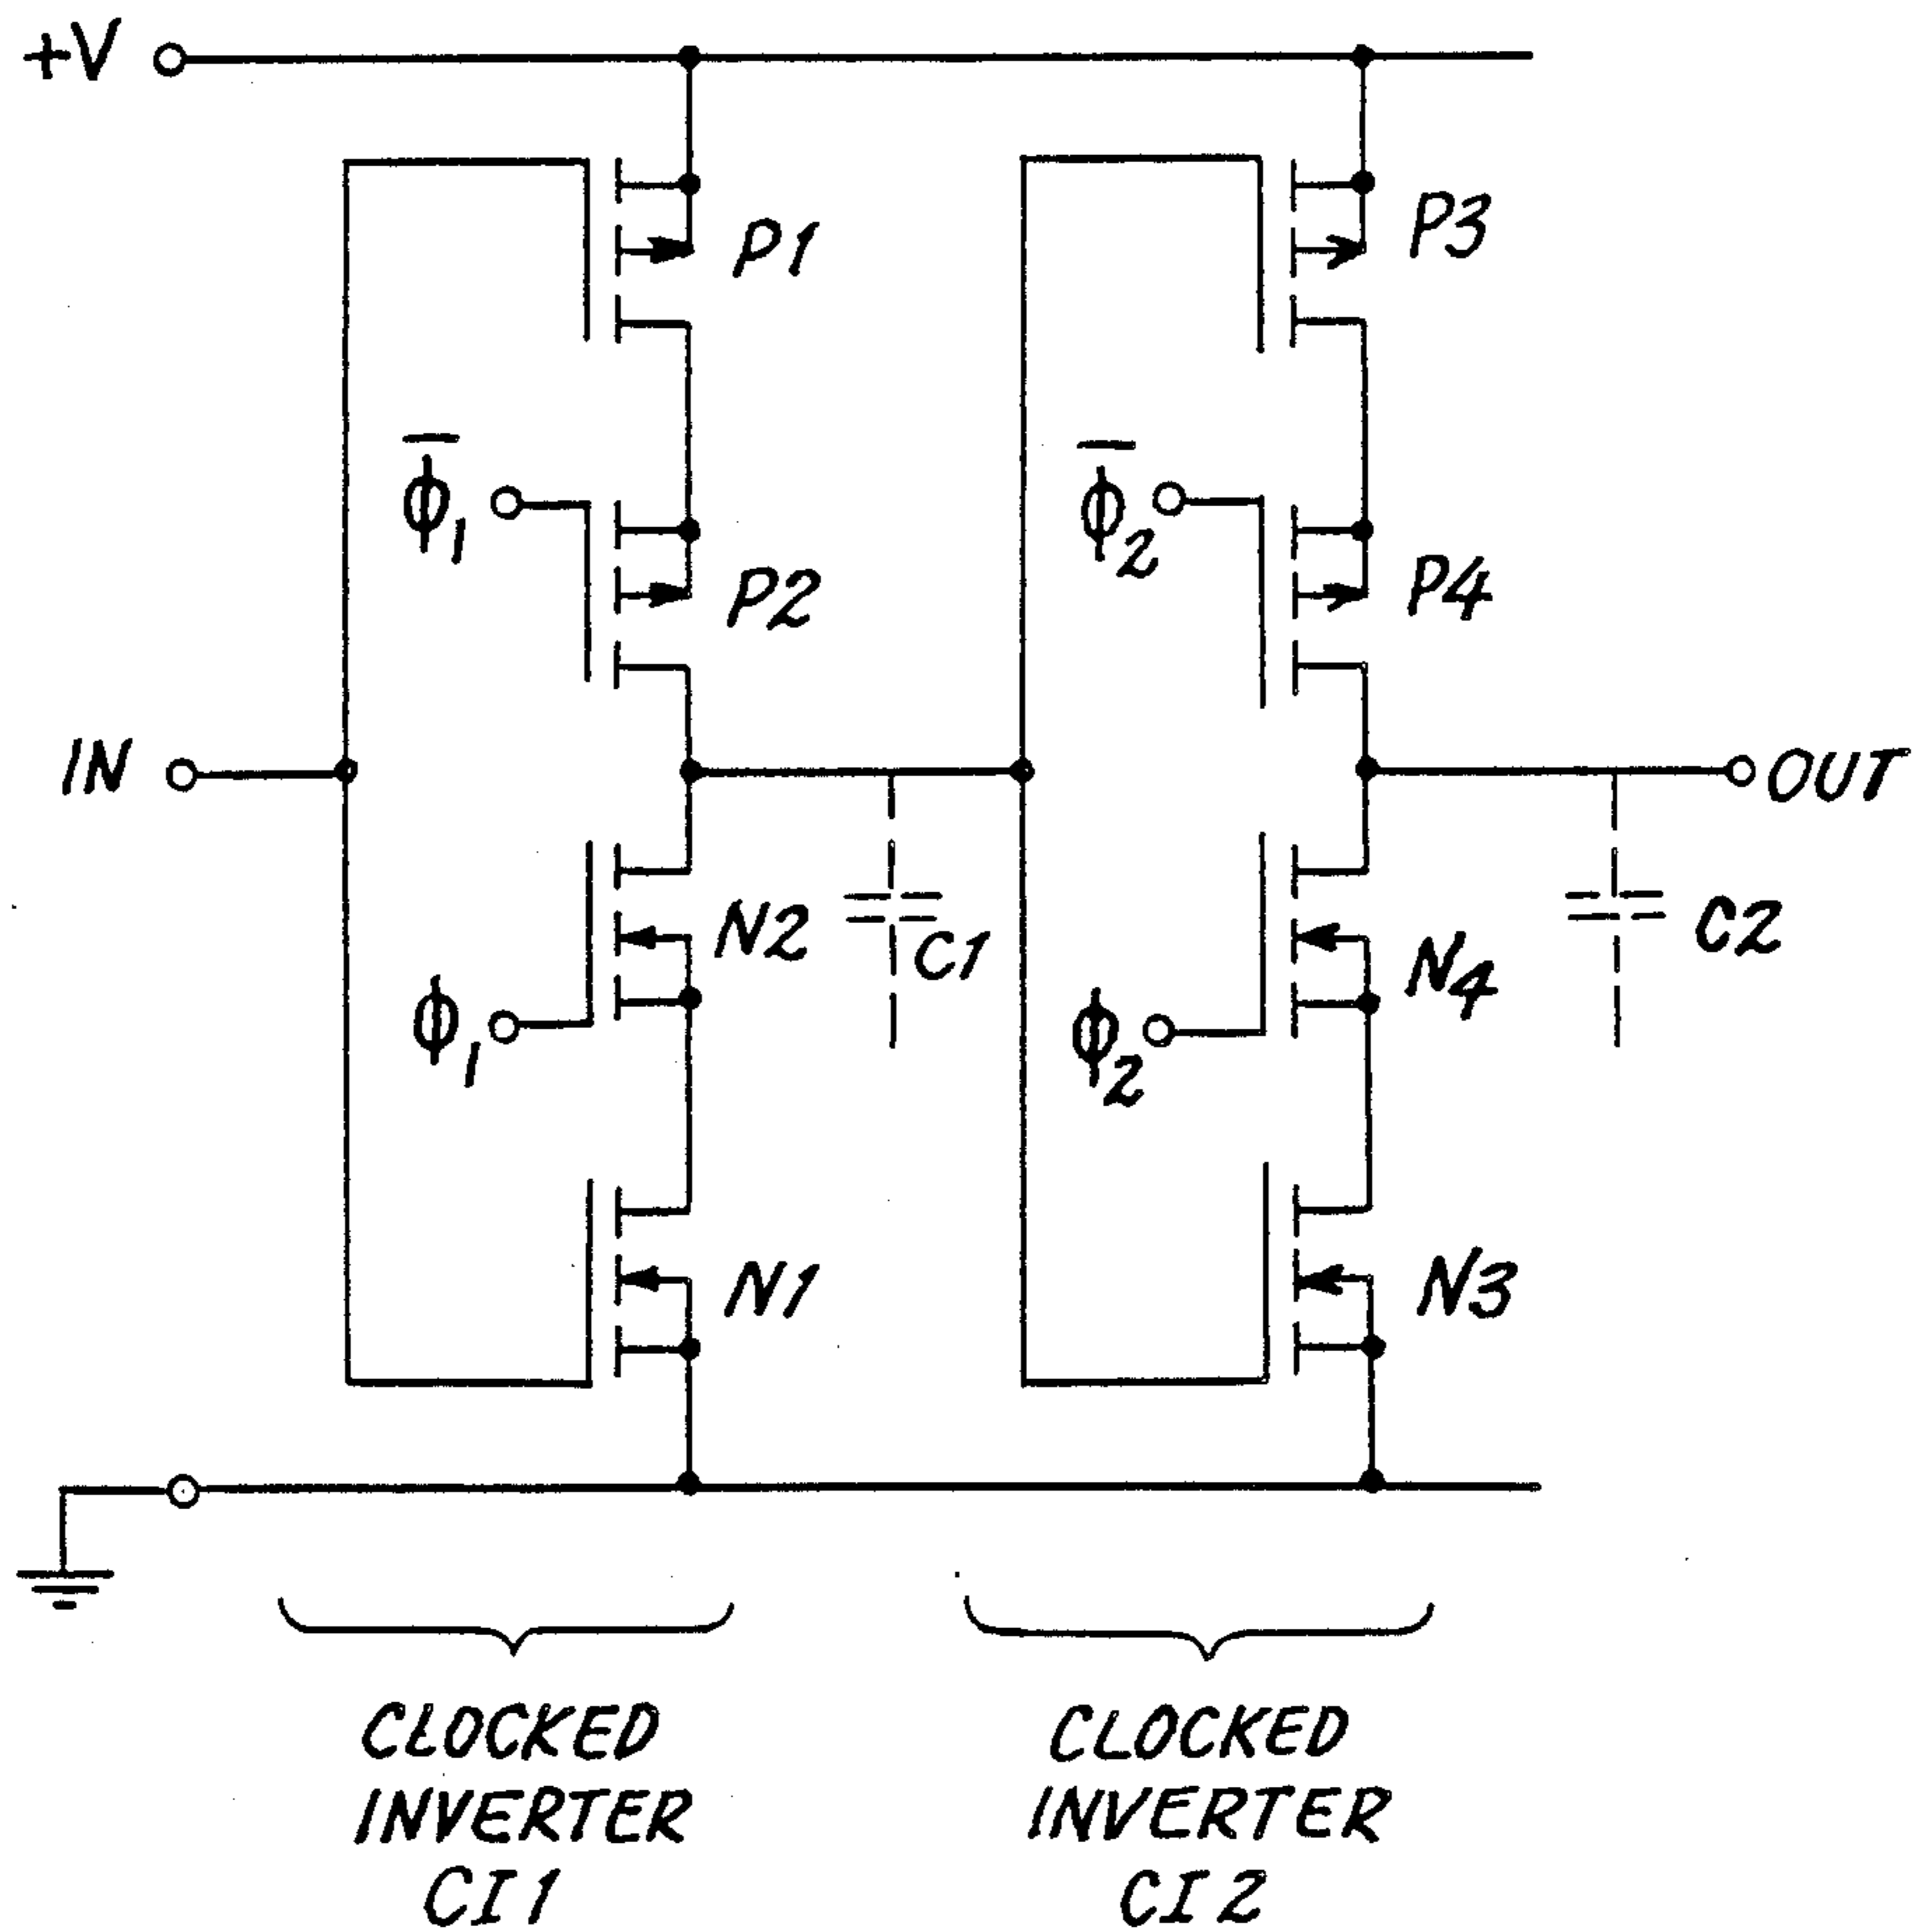 +V
P1
P3
ϕ̅1
P2
ϕ̅2
P4
IN
OUT
N2
C1
N4
C2
ϕ1
ϕ2
N1
N3
CLOCKED
INVERTER
CI1
CLOCKED
INVERTER
CI2